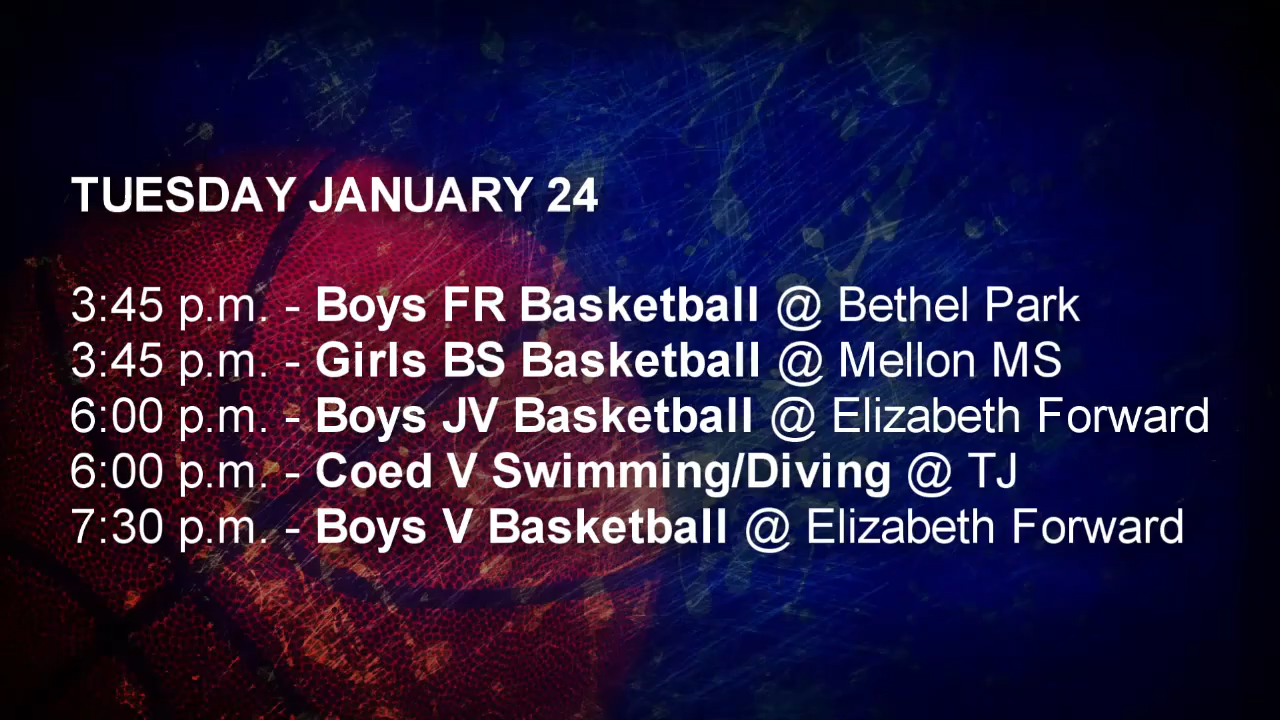 TUESDAY JANUARY 24
3:45 p.m. - Boys FR Basketball @ Bethel Park
3:45 p.m. - Girls BS Basketball @ Mellon MS
6:00 p.m. - Boys JV Basketball @ Elizabeth Forward
6:00 p.m. - Coed V Swimming/Diving @ TJ
7:30 p.m. - Boys V Basketball @ Elizabeth Forward